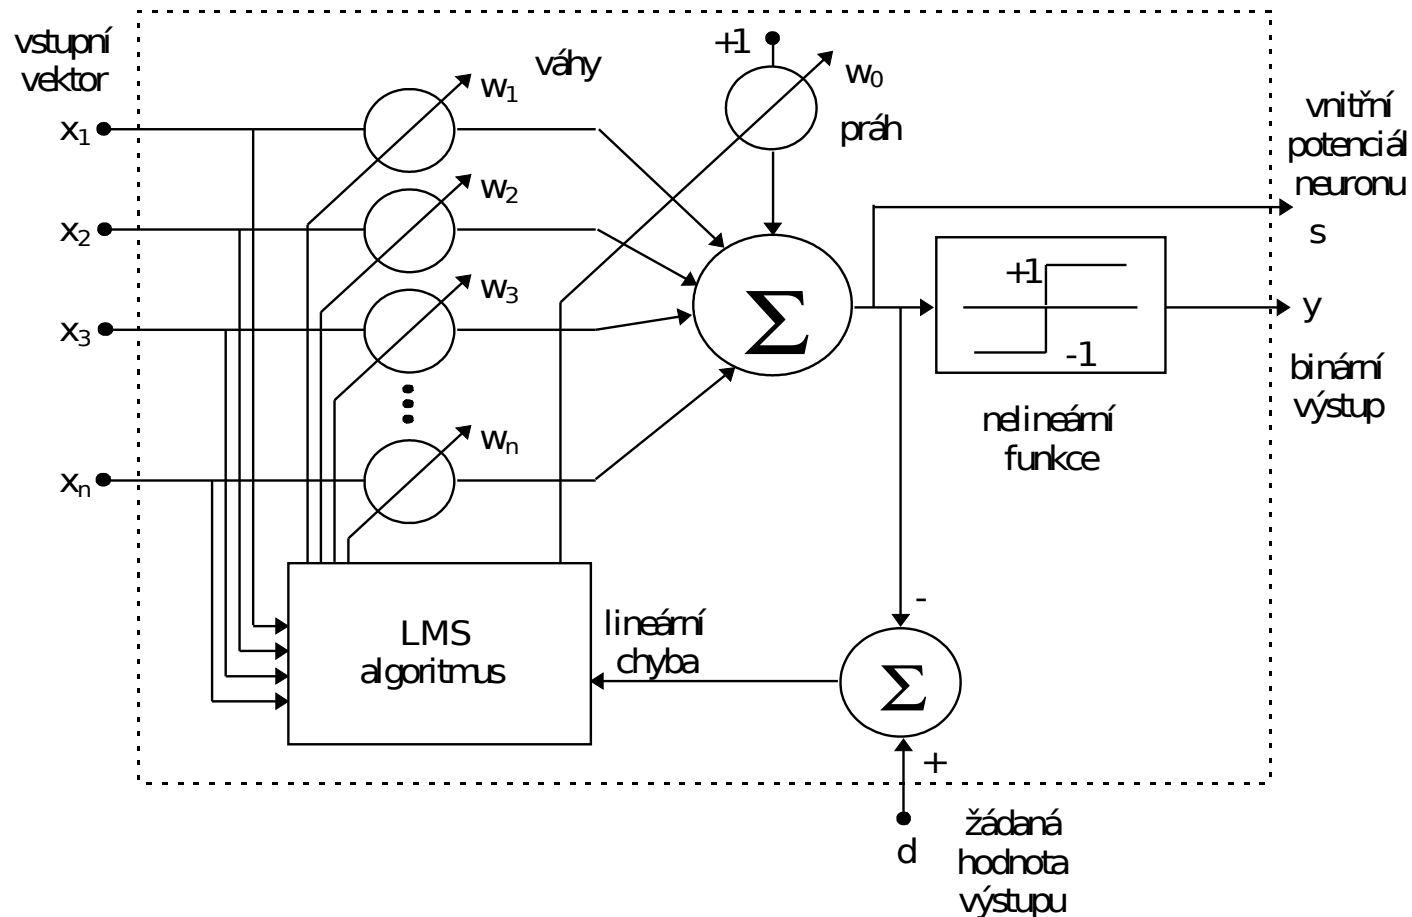 vstupní
vektor
x1
x2
x3
xn
váhy
w1
w2
w3
wn
+1
w0
práh
Σ
+1
-1
nelineární
funkce
vnitřní
potenciál
neuronu
s
y
binární
výstup
LMS
algoritmus
lineární
chyba
-
Σ
+
d
žádaná
hodnota
výstupu